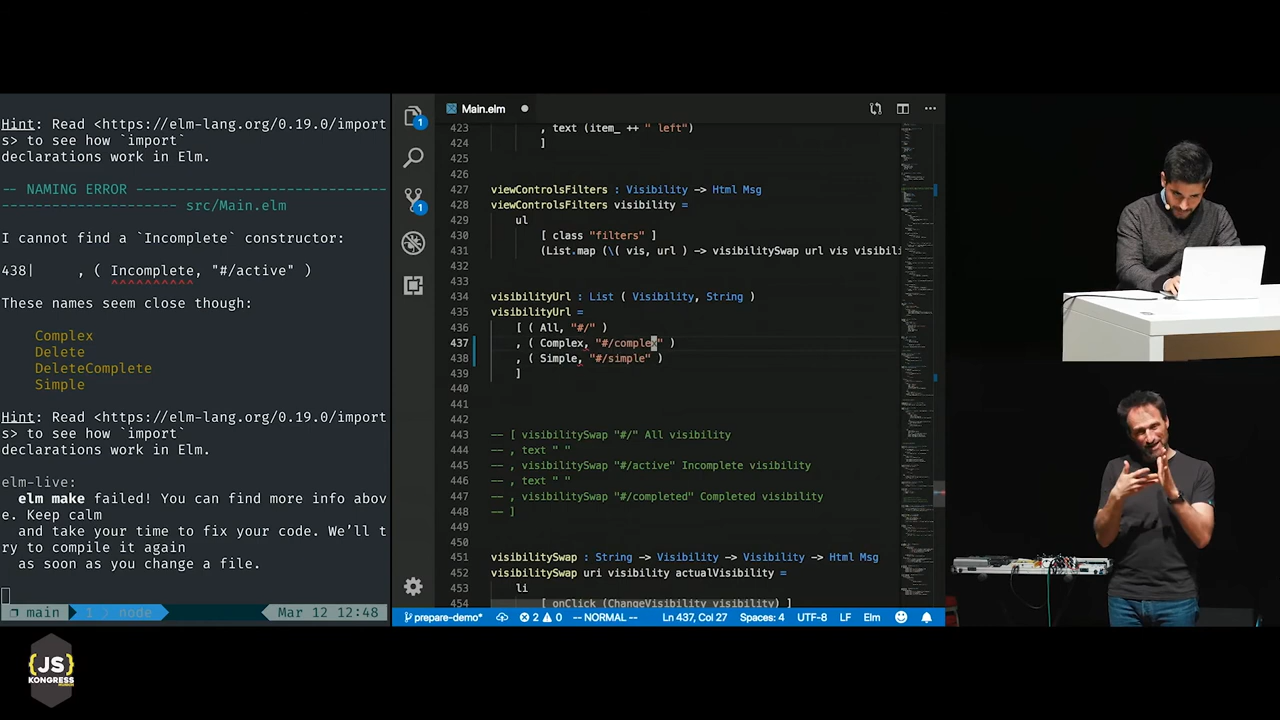 Hint: Read <https://elm-lang.org/0.19.0/import
s> to see how `import`
declarations work in Elm.
-- NAMING ERROR -------------------------------
--------------------- src/Main.elm
I cannot find a `Incomplete` constructor:
438|     , ( Incomplete, "#/active" )
^^^^^^^^^^
These names seem close though:
Complex
Delete
DeleteComplete
Simple
Hint: Read <https://elm-lang.org/0.19.0/import
s> to see how `import`
declarations work in Elm.
elm-live:
elm make failed! You can find more info abov
e. Keep calm
and take your time to fix your code. We'll t
ry to compile it again
as soon as you change a file.
main 1 node Mar 12 12:48
Main.elm
1
1
423 , text (item_ ++ " left")
424 ]
425
426
427 viewControlsFilters : Visibility -> Html Msg
428 viewControlsFilters visibility =
429 ul
430 [ class "filters" ]
431 (List.map (\( vis, url ) -> visibilitySwap url vis visibili
432
433
434 visibilityUrl : List ( Visibility, String )
435 visibilityUrl =
436 [ ( All, "#/" )
437 , ( Complex, "#/complex" )
438 , ( Simple, "#/simple" )
439 ]
440
441
442
443 -- [ visibilitySwap "#/" All visibility
444 -- , text " "
445 -- , visibilitySwap "#/active" Incomplete visibility
446 -- , text " "
447 -- , visibilitySwap "#/completed" Completed visibility
448 -- ]
449
450
451 visibilitySwap : String -> Visibility -> Visibility -> Html Msg
452 visibilitySwap uri visibility actualVisibility =
453 li
454 [ onClick (ChangeVisibility visibility) ]
prepare-demo* 2 0 -- NORMAL -- Ln 437, Col 27 Spaces: 4 UTF-8 LF Elm
{JS}
KONGRESS